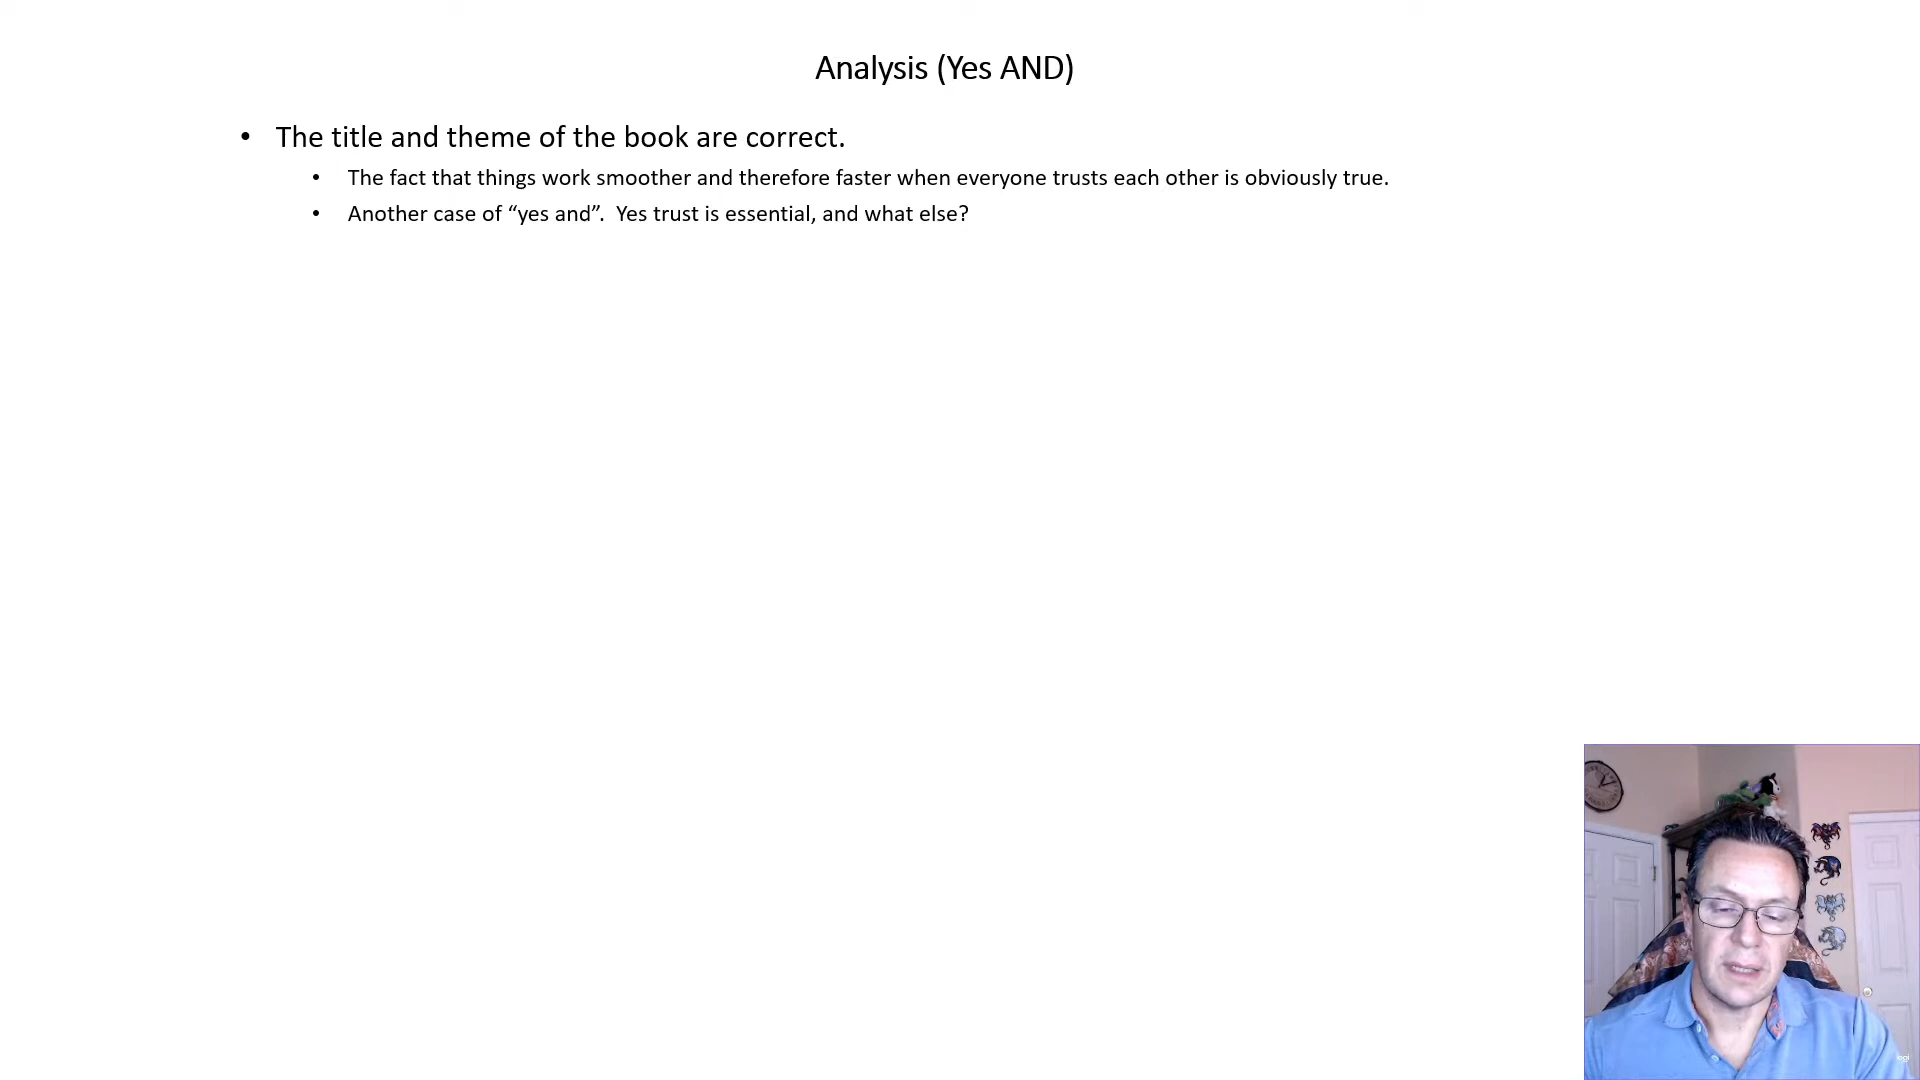 Analysis (Yes AND)
• The title and theme of the book are correct.
• The fact that things work smoother and therefore faster when everyone trusts each other is obviously true.
• Another case of “yes and”.  Yes trust is essential, and what else?
logi